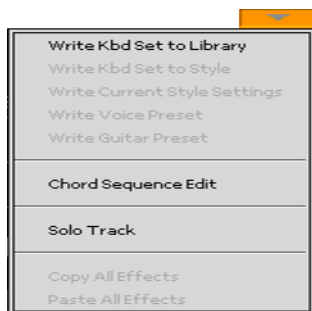 Write Kbd Set to Library
Write Kbd Set to Style
Write Current Style Settings
Write Voice Preset
Write Guitar Preset
Chord Sequence Edit
Solo Track
Copy All Effects
Paste All Effects